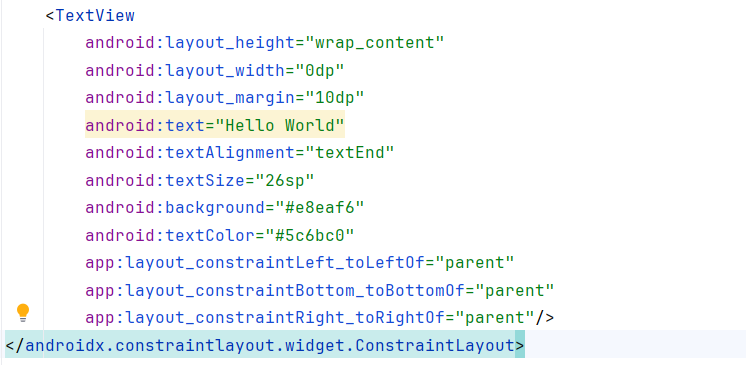 <TextView
android:layout_height="wrap_content"
android:layout_width="0dp"
android:layout_margin="10dp"
android:text="Hello World"
android:textAlignment="textEnd"
android:textSize="26sp"
android:background="#e8eaf6"
android:textColor="#5c6bc0"
app:layout_constraintLeft_toLeftOf="parent"
app:layout_constraintBottom_toBottomOf="parent"
app:layout_constraintRight_toRightOf="parent"/>
</androidx.constraintlayout.widget.ConstraintLayout>